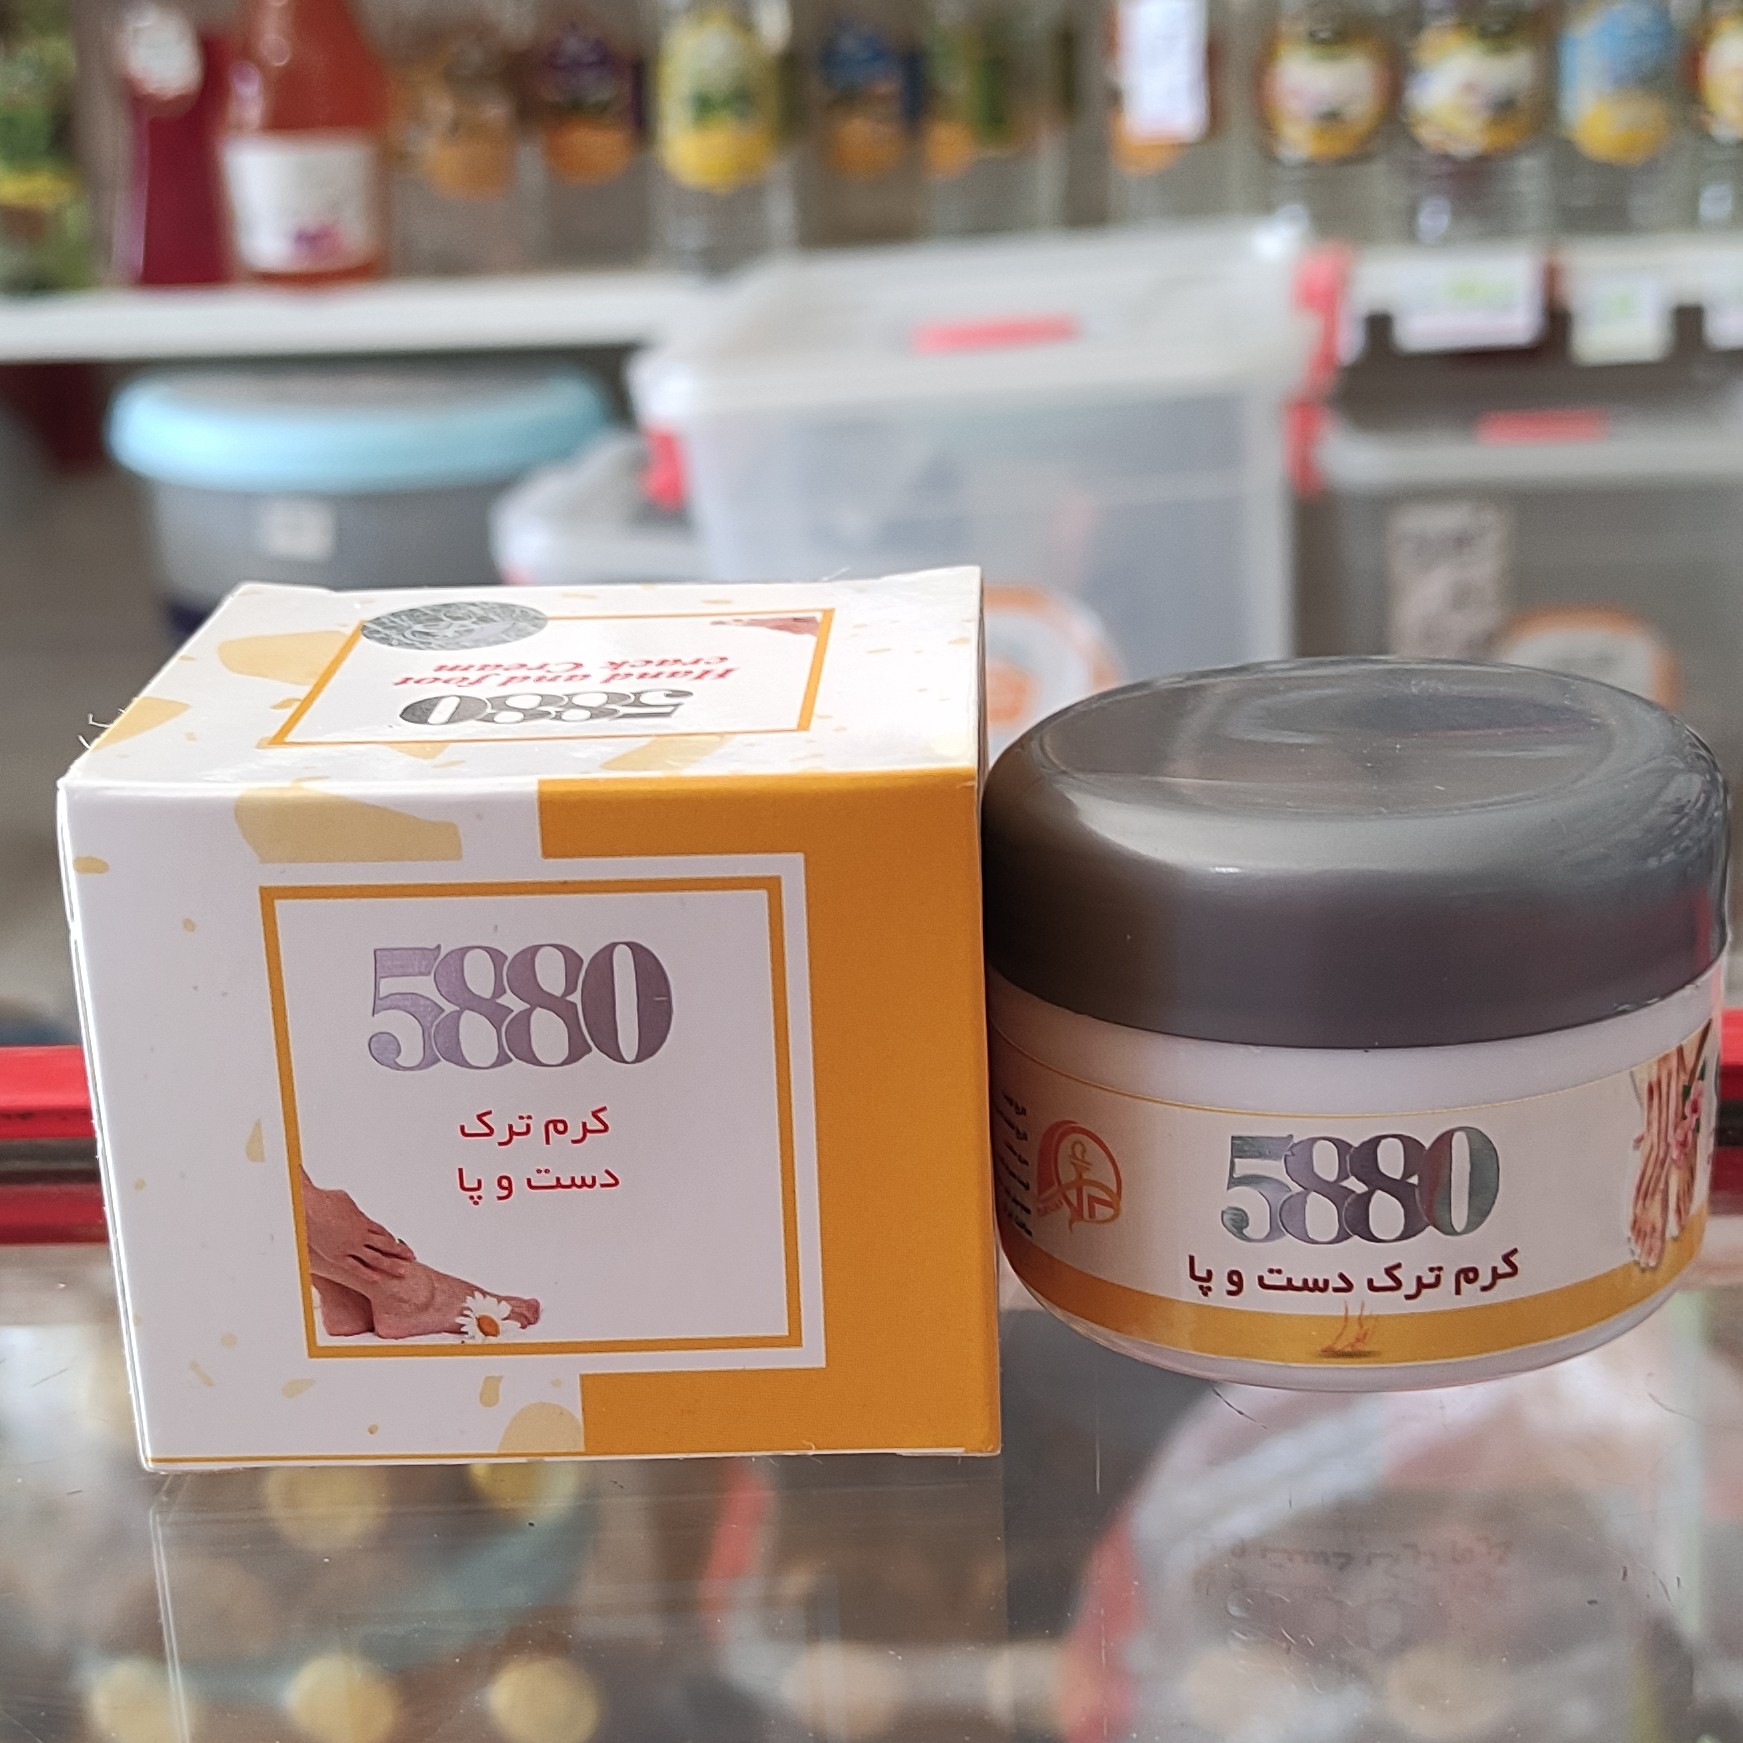 Hand and foot
crack Cream
5880
5880
کرم ترک
دست و پا
5880
کرم ترک دست و پا